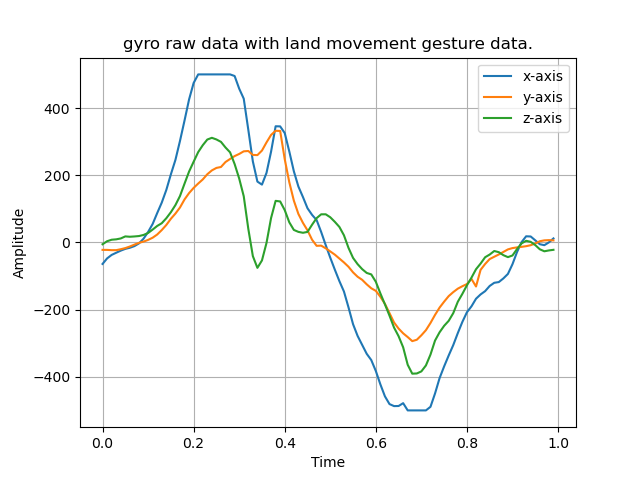 gyro raw data with land movement gesture data.
x-axis
y-axis
z-axis
400
200
0
−200
−400
Amplitude
0.0 0.2 0.4 0.6 0.8 1.0
Time